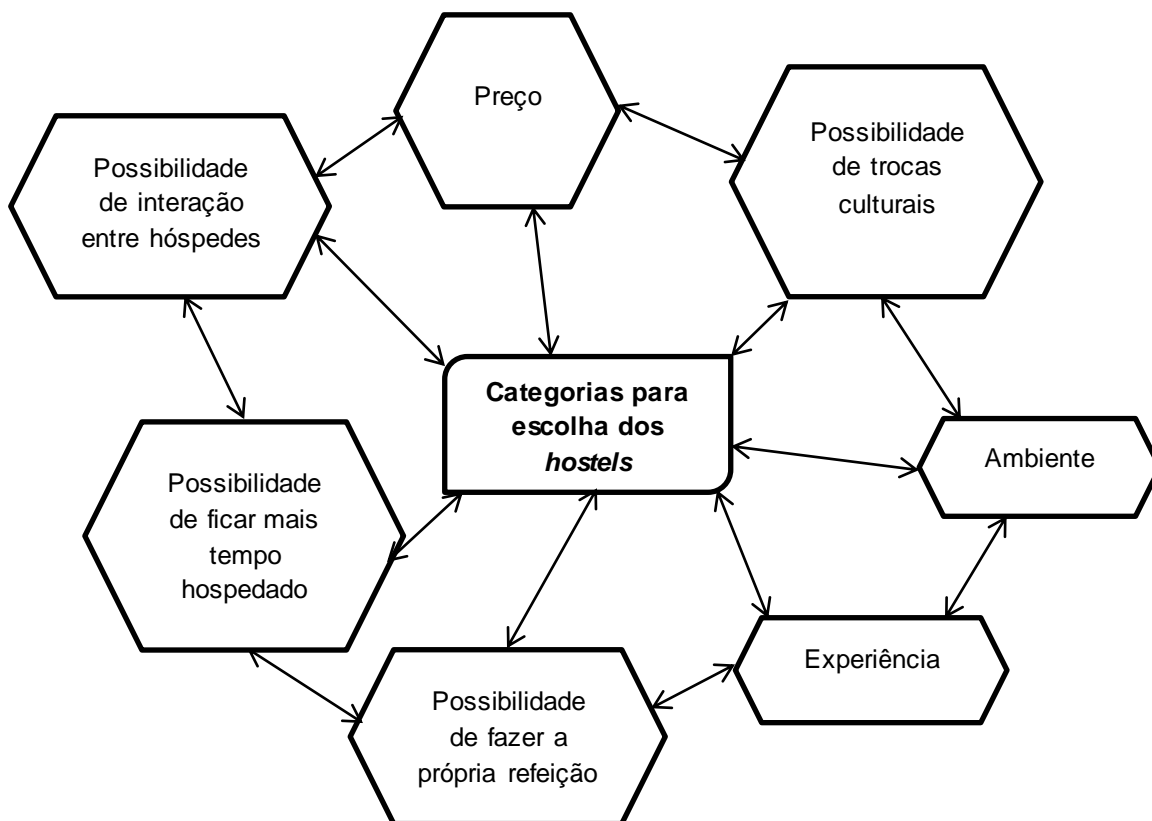 Preço
Possibilidade
de trocas
culturais
Possibilidade
de interação
entre hóspedes
Categorias para
escolha dos
hostels
Ambiente
Possibilidade
de ficar mais
tempo
hospedado
Experiência
Possibilidade
de fazer a
própria refeição